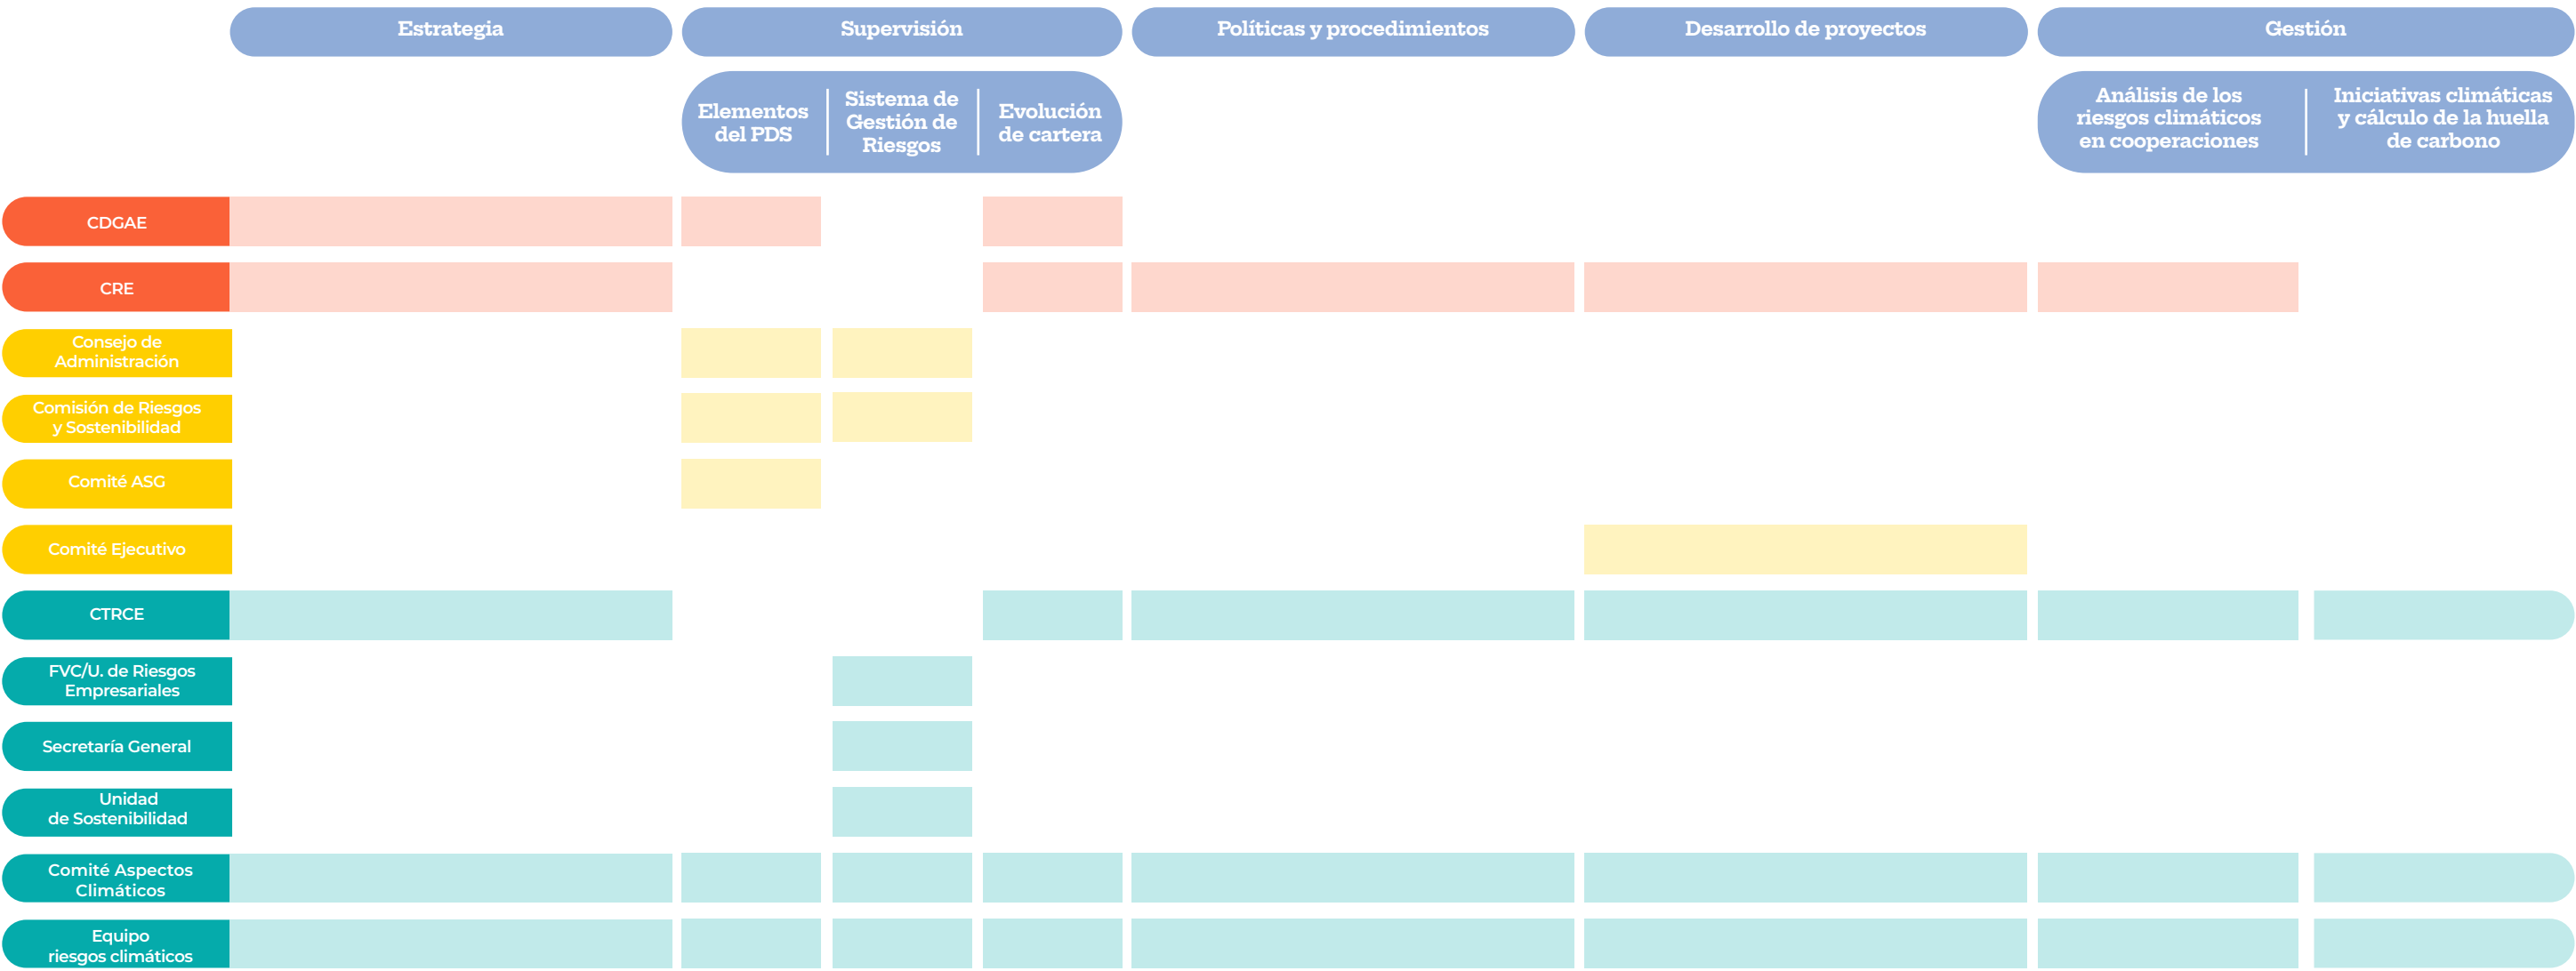 Estrategia
Supervisión
Políticas y procedimientos
Desarrollo de proyectos
Gestión
Elementos
del PDS
Sistema de
Gestión de
Riesgos
Evolución
de cartera
Análisis de los
riesgos climáticos
en cooperaciones
Iniciativas climáticas
y cálculo de la huella
de carbono
CDGAE
CRE
Consejo de
Administración
Comisión de Riesgos
y Sostenibilidad
Comité ASG
Comité Ejecutivo
CTRCE
FVC/U. de Riesgos
Empresariales
Secretaría General
Unidad
de Sostenibilidad
Comité Aspectos
Climáticos
Equipo
riesgos climáticos